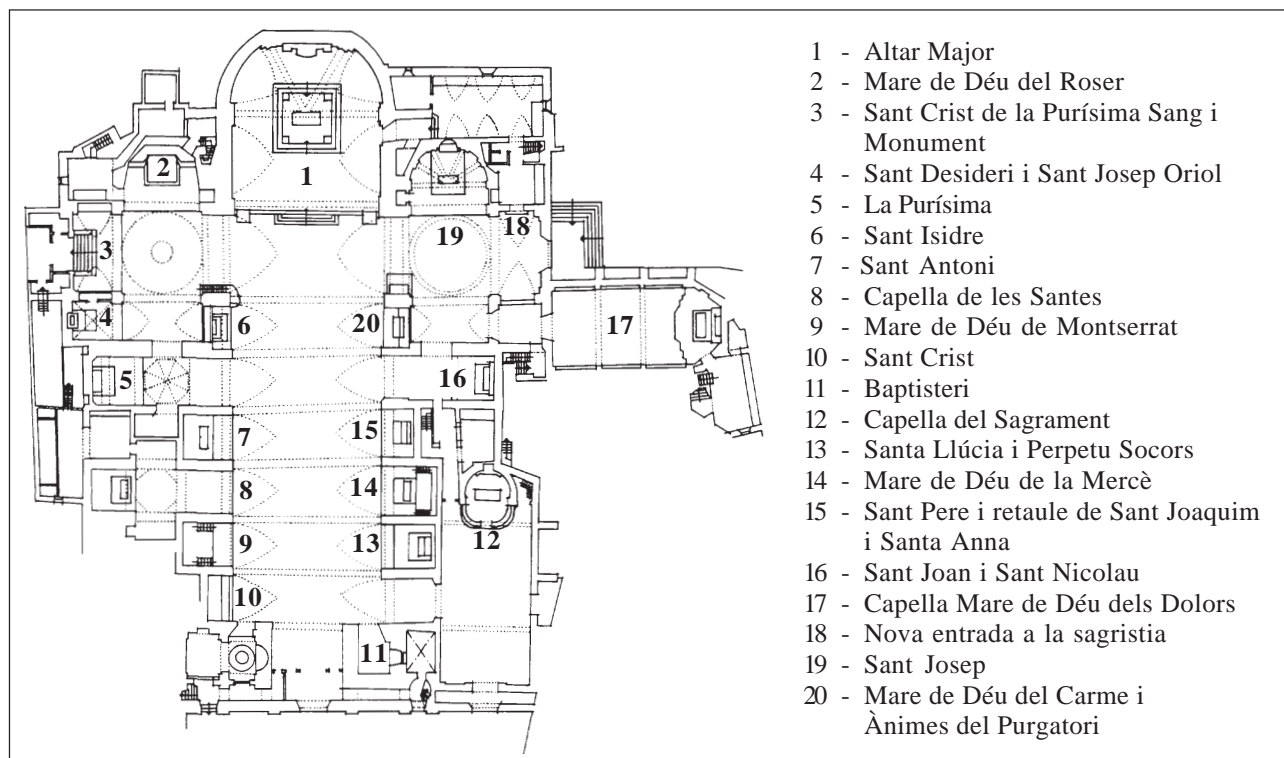 1 - Altar Major
2 - Mare de Déu del Roser
3 - Sant Crist de la Purísima Sang i
Monument
4 - Sant Desideri i Sant Josep Oriol
5 - La Purísima
6 - Sant Isidre
7 - Sant Antoni
8 - Capella de les Santes
9 - Mare de Déu de Montserrat
10 - Sant Crist
11 - Baptisteri
12 - Capella del Sagrament
13 - Santa Llúcia i Perpetu Socors
14 - Mare de Déu de la Mercè
15 - Sant Pere i retaule de Sant Joaquim
i Santa Anna
16 - Sant Joan i Sant Nicolau
17 - Capella Mare de Déu dels Dolors
18 - Nova entrada a la sagristia
19 - Sant Josep
20 - Mare de Déu del Carme i
Ànimes del Purgatori
2
1
3
19
18
4
6
20
17
5
16
7
15
8
14
12
9
13
10
11